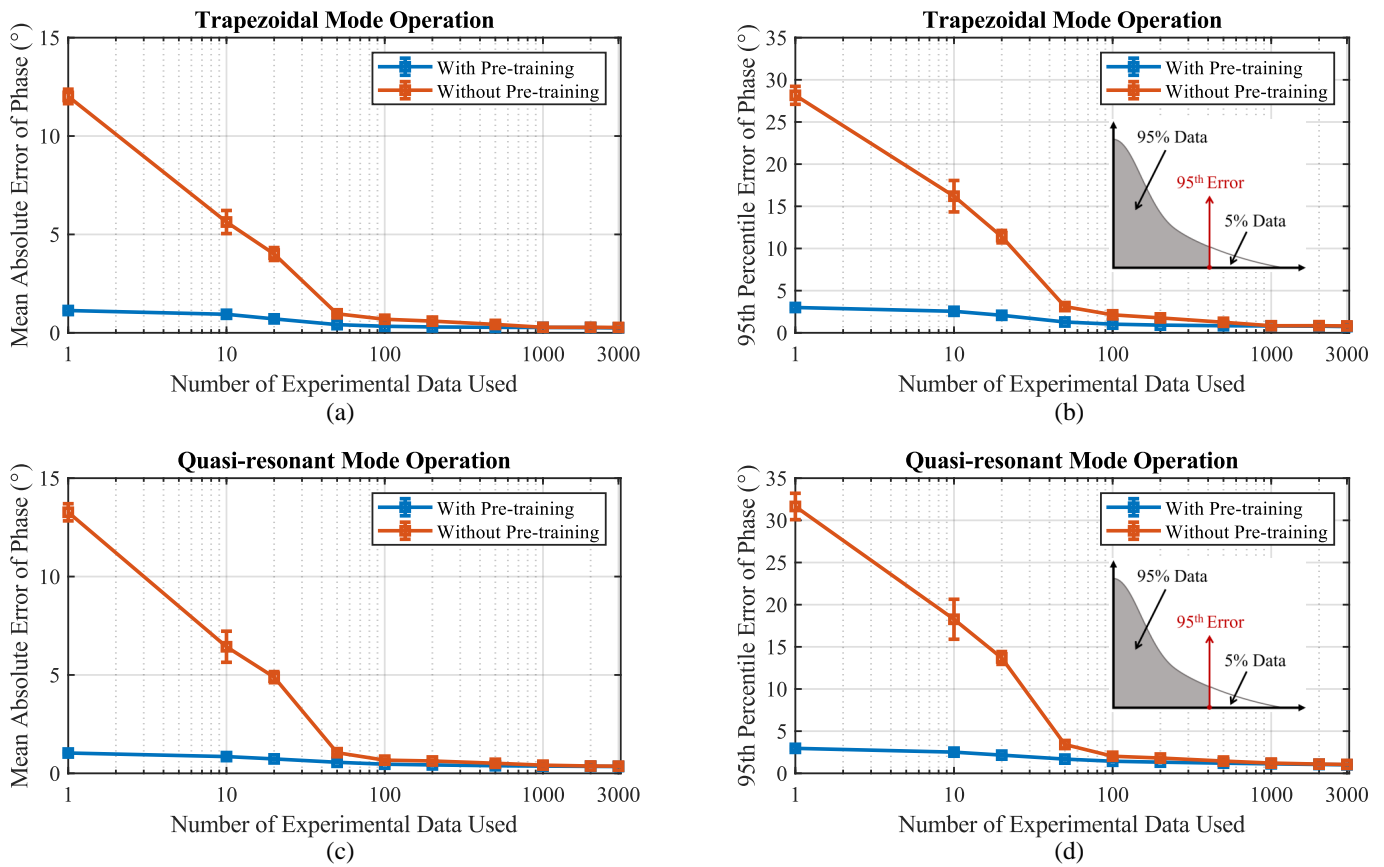 Trapezoidal Mode Operation
Mean Absolute Error of Phase (°)
15
10
5
0
With Pre-training
Without Pre-training
1
10
100
1000
3000
Number of Experimental Data Used
(a)
Trapezoidal Mode Operation
95th Percentile Error of Phase (°)
35
30
25
20
15
10
5
0
With Pre-training
Without Pre-training
95% Data
95th Error
5% Data
1
10
100
1000
3000
Number of Experimental Data Used
(b)
Quasi-resonant Mode Operation
Mean Absolute Error of Phase (°)
15
10
5
0
With Pre-training
Without Pre-training
1
10
100
1000
3000
Number of Experimental Data Used
(c)
Quasi-resonant Mode Operation
95th Percentile Error of Phase (°)
35
30
25
20
15
10
5
0
With Pre-training
Without Pre-training
95% Data
95th Error
5% Data
1
10
100
1000
3000
Number of Experimental Data Used
(d)